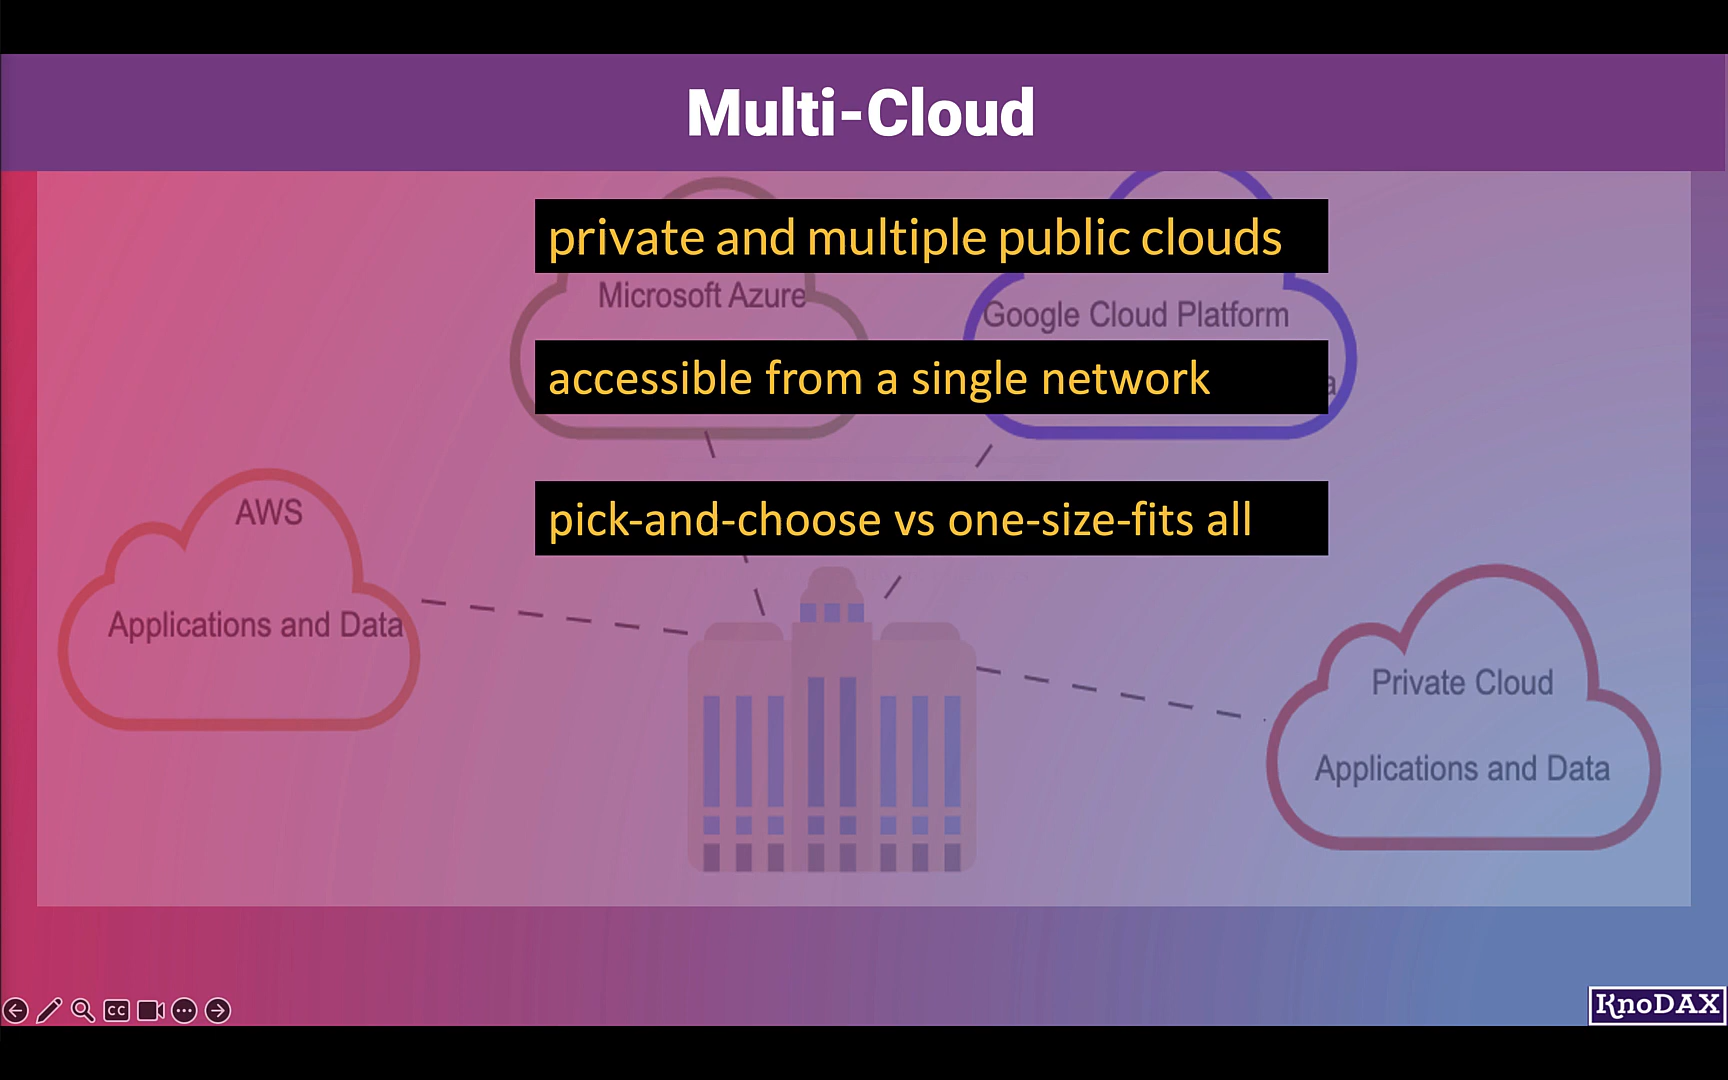 Multi-Cloud
private and multiple public clouds
Microsoft Azure
Google Cloud Platform
accessible from a single network
pick-and-choose vs one-size-fits all
AWS
Applications and Data
Private Cloud
Applications and Data
CC
KnoDAX